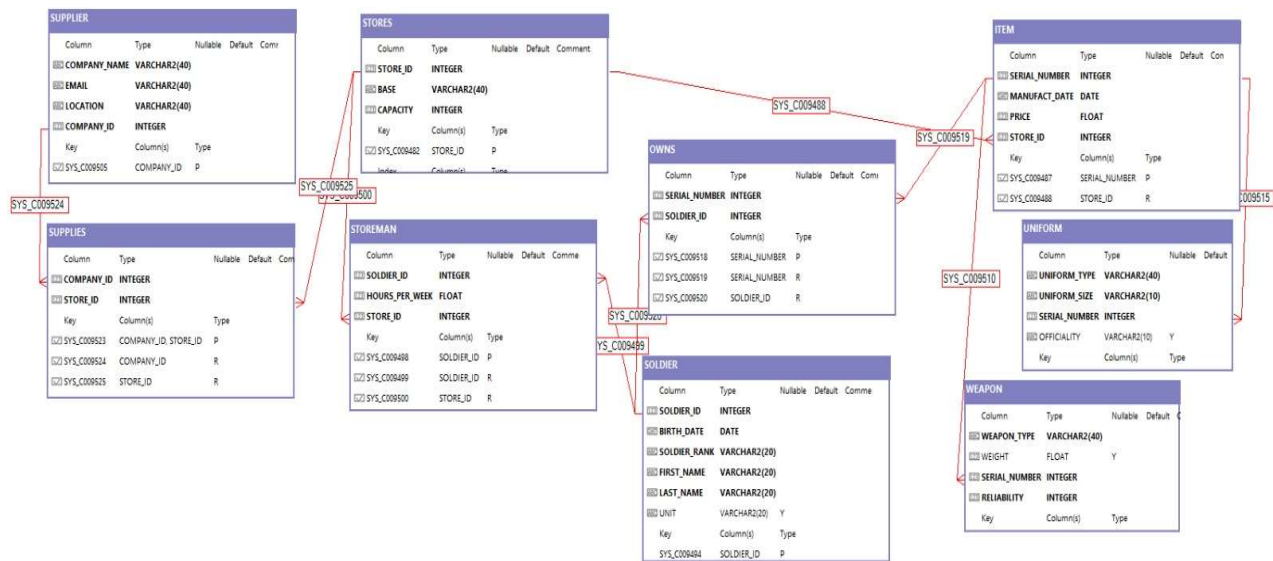 SUPPLIER
Column Type Nullable Default Comr
COMPANY_NAME VARCHAR2(40)
EMAIL VARCHAR2(40)
LOCATION VARCHAR2(40)
COMPANY_ID INTEGER
Key Column(s) Type
SYS_C009505 COMPANY_ID P
STORES
Column Type Nullable Default Comment
STORE_ID INTEGER
BASE VARCHAR2(40)
CAPACITY INTEGER
Key Column(s) Type
SYS_C009482 STORE_ID P
Index Column(s) Type
ITEM
Column Type Nullable Default Con
SERIAL_NUMBER INTEGER
MANUFACT_DATE DATE
PRICE FLOAT
STORE_ID INTEGER
Key Column(s) Type
SYS_C009487 SERIAL_NUMBER P
SYS_C009488 STORE_ID R
SYS_C009488
SYS_C009519
SYS_C009525
C009500
SYS_C009524
C009515
SYS_C009510
OWNS
Column Type Nullable Default Comi
SERIAL_NUMBER INTEGER
SOLDIER_ID INTEGER
Key Column(s) Type
SYS_C009518 SERIAL_NUMBER P
SYS_C009519 SERIAL_NUMBER R
SYS_C009520 SOLDIER_ID R
SUPPLIES
Column Type Nullable Default Com
COMPANY_ID INTEGER
STORE_ID INTEGER
Key Column(s) Type
SYS_C009523 COMPANY_ID, STORE_ID P
SYS_C009524 COMPANY_ID R
SYS_C009525 STORE_ID R
STOREMAN
Column Type Nullable Default Comme
SOLDIER_ID INTEGER
HOURS_PER_WEEK FLOAT
STORE_ID INTEGER
Key Column(s) Type
SYS_C009498 SOLDIER_ID P
SYS_C009499 SOLDIER_ID R
SYS_C009500 STORE_ID R
UNIFORM
Column Type Nullable Default
UNIFORM_TYPE VARCHAR2(40)
UNIFORM_SIZE VARCHAR2(10)
SERIAL_NUMBER INTEGER
OFFICIALITY VARCHAR2(10) Y
Key Column(s) Type
SYS_C009499
SOLDIER
Column Type Nullable Default Comme
SOLDIER_ID INTEGER
BIRTH_DATE DATE
SOLDIER_RANK VARCHAR2(20)
FIRST_NAME VARCHAR2(20)
LAST_NAME VARCHAR2(20)
UNIT VARCHAR2(20) Y
Key Column(s) Type
SYS_C009494 SOLDIER_ID P
WEAPON
Column Type Nullable Default
WEAPON_TYPE VARCHAR2(40)
WEIGHT FLOAT Y
SERIAL_NUMBER INTEGER
RELIABILITY INTEGER
Key Column(s) Type